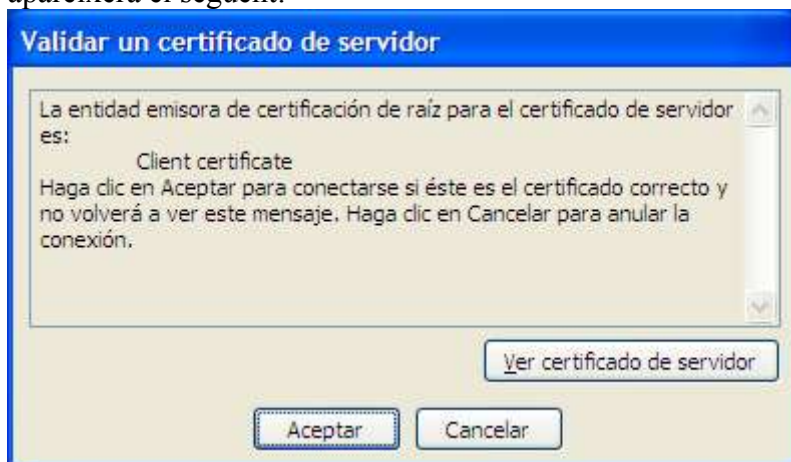 apareixerà el següent:
Validar un certificado de servidor
La entidad emisora de certificación de raíz para el certificado de servidor
es:
Client certificate
Haga clic en Aceptar para conectarse si éste es el certificado correcto y
no volverá a ver este mensaje. Haga clic en Cancelar para anular la
conexión.
Ver certificado de servidor
Aceptar
Cancelar